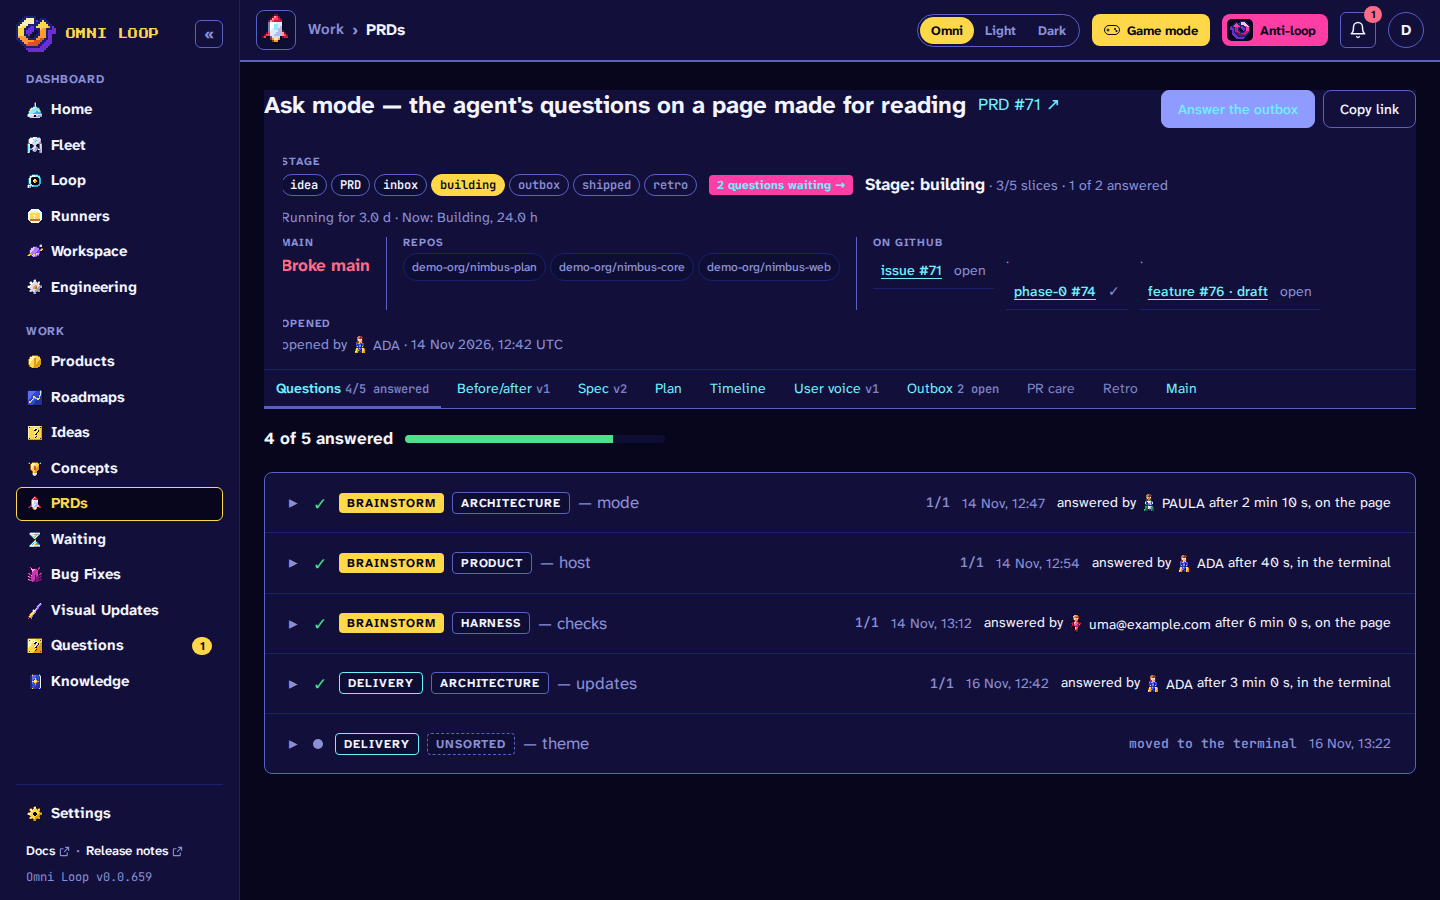 OMNI LOOP
«
DASHBOARD
Home
Fleet
Loop
Runners
Workspace
Engineering
WORK
Products
Roadmaps
Ideas
Concepts
PRDs
Waiting
Bug Fixes
Visual Updates
Questions 1
Knowledge
Settings
Docs · Release notes
Omni Loop v0.0.659
Work › PRDs
Omni Light Dark
Game mode
Anti-loop
1
D
Ask mode — the agent's questions on a page made for reading PRD #71 ↗
Answer the outbox
Copy link
STAGE
idea PRD inbox building outbox shipped retro 2 questions waiting → Stage: building · 3/5 slices · 1 of 2 answered
Running for 3.0 d · Now: Building, 24.0 h
MAIN
Broke main
REPOS
demo-org/nimbus-plan demo-org/nimbus-core demo-org/nimbus-web
ON GITHUB
issue #71 open
· phase-0 #74 ✓
· feature #76 · draft open
OPENED
opened by ADA · 14 Nov 2026, 12:42 UTC
Questions 4/5 answered Before/after v1 Spec v2 Plan Timeline User voice v1 Outbox 2 open PR care Retro Main
4 of 5 answered
▶ ✓ BRAINSTORM ARCHITECTURE — mode 1/1 14 Nov, 12:47 answered by PAULA after 2 min 10 s, on the page
▶ ✓ BRAINSTORM PRODUCT — host 1/1 14 Nov, 12:54 answered by ADA after 40 s, in the terminal
▶ ✓ BRAINSTORM HARNESS — checks 1/1 14 Nov, 13:12 answered by uma@example.com after 6 min 0 s, on the page
▶ ✓ DELIVERY ARCHITECTURE — updates 1/1 16 Nov, 12:42 answered by ADA after 3 min 0 s, in the terminal
▶ DELIVERY UNSORTED — theme moved to the terminal 16 Nov, 13:22